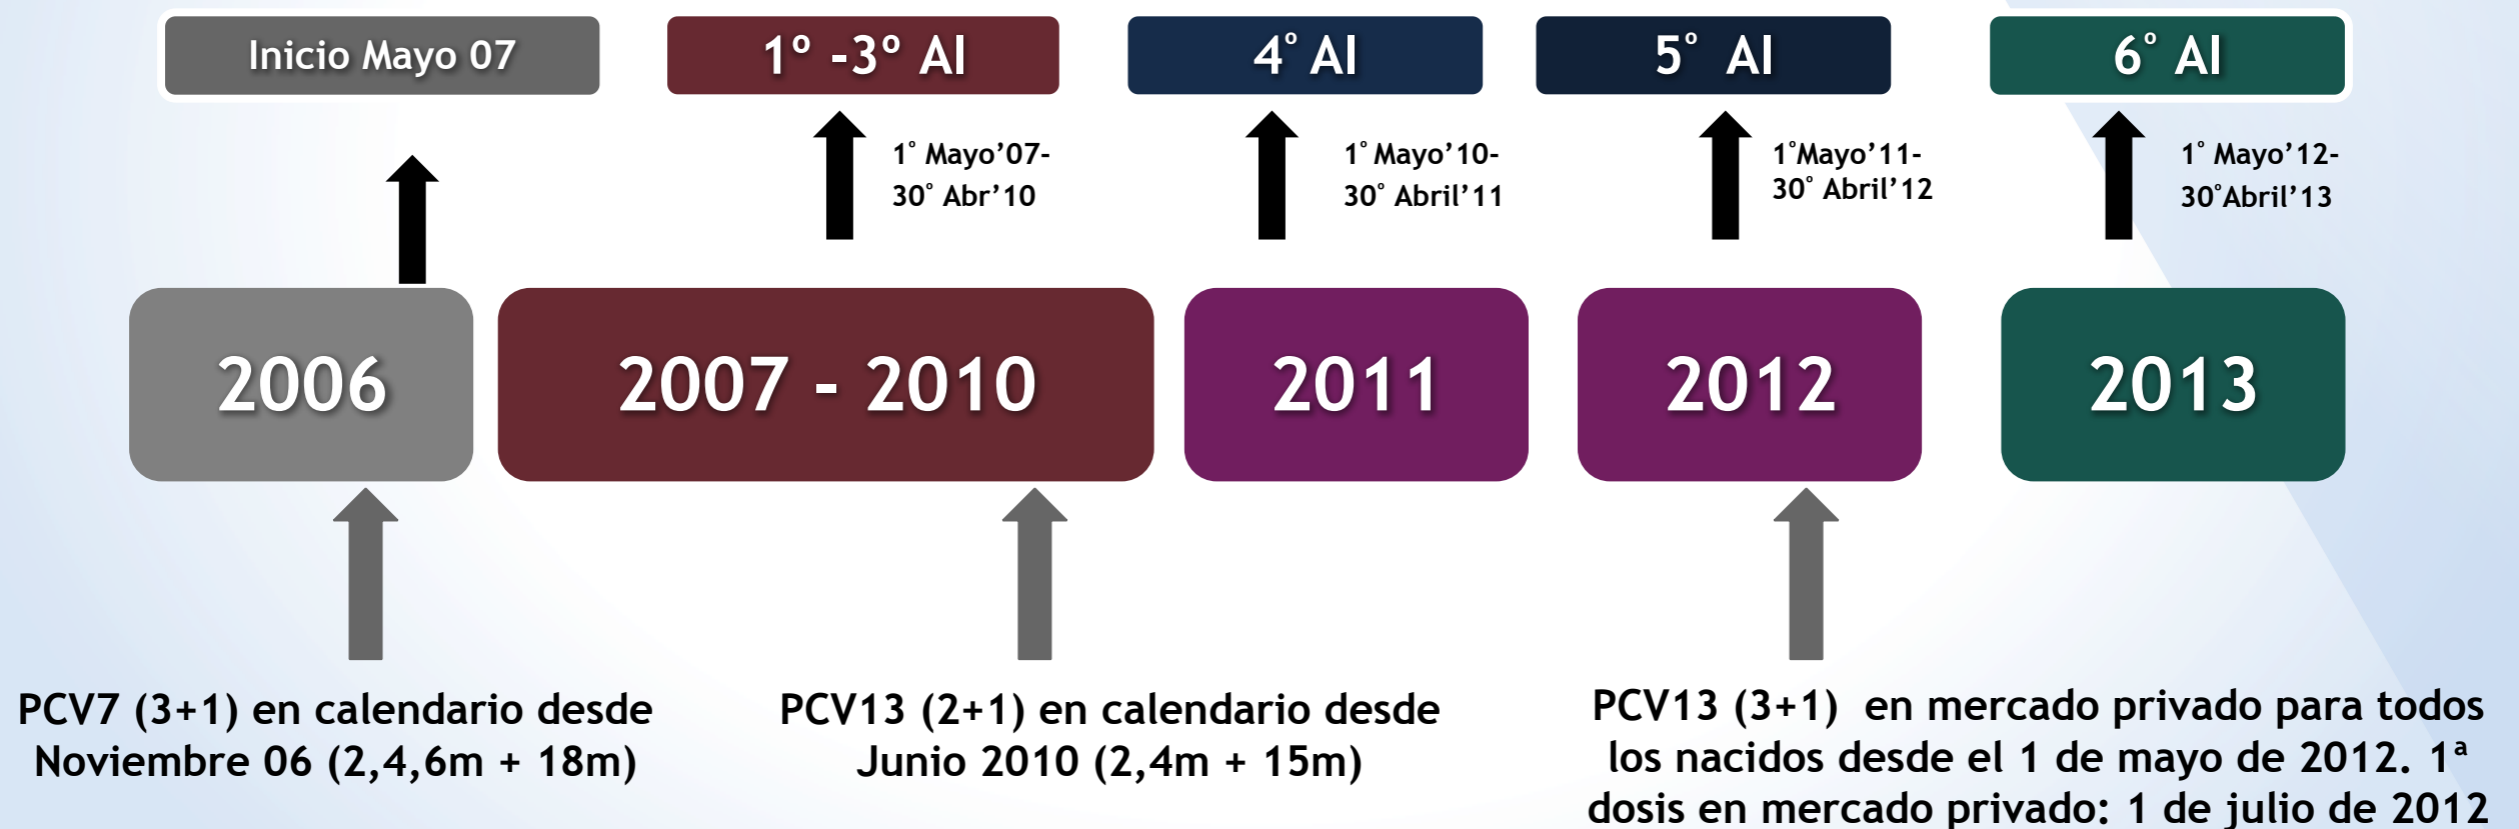 Inicio Mayo 07
1º -3º AI
4° AI
5° AI
6° AI
1° Mayo’07-
30° Abr’10
1° Mayo’10-
30° Abril’11
1°Mayo’11-
30° Abril’12
1° Mayo’12-
30°Abril’13
2006
2007 - 2010
2011
2012
2013
PCV7 (3+1) en calendario desde
Noviembre 06 (2,4,6m + 18m)
PCV13 (2+1) en calendario desde
Junio 2010 (2,4m + 15m)
PCV13 (3+1) en mercado privado para todos
los nacidos desde el 1 de mayo de 2012. 1ª
dosis en mercado privado: 1 de julio de 2012